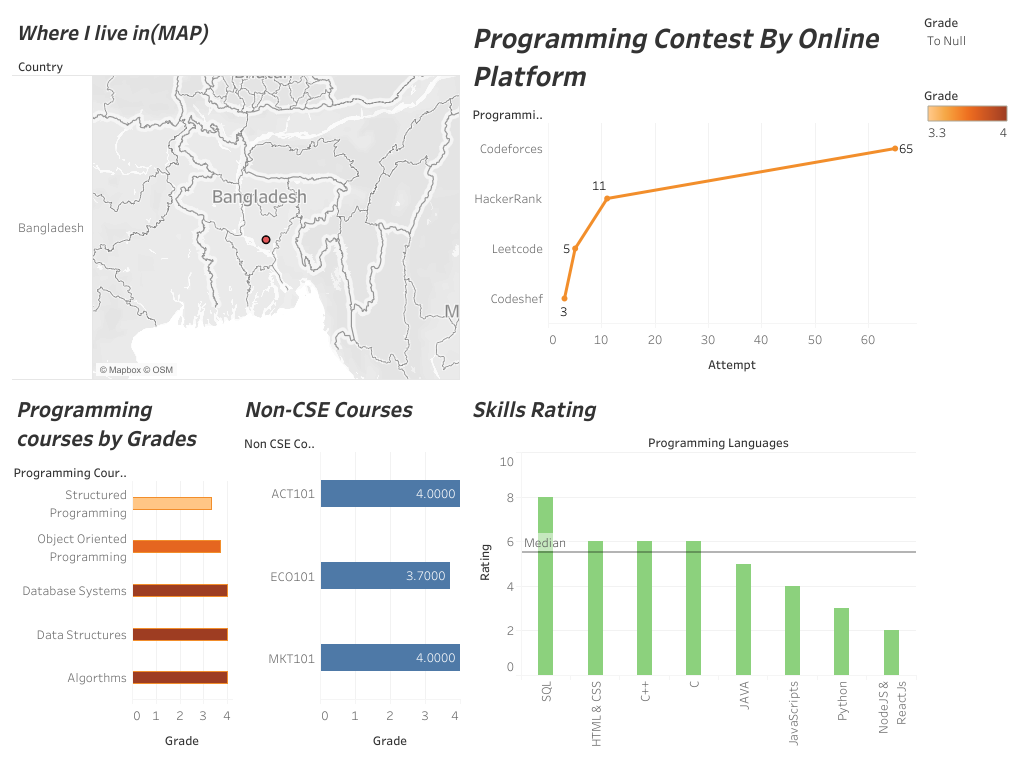 Where I live in(MAP)
Country
Bangladesh
Bhutan
Bangladesh
M
© Mapbox © OSM
Programming Contest By Online
Platform
Programmi..
Codeforces
HackerRank
Leetcode
Codeshef
65
11
5
3
0 10 20 30 40 50 60
Attempt
Grade
To Null
Grade
3.3 4
Programming
courses by Grades
Programming Cour..
Structured
Programming
Object Oriented
Programming
Database Systems
Data Structures
Algorthms
0 1 2 3 4
Grade
Non-CSE Courses
Non CSE Co..
ACT101
4.0000
ECO101
3.7000
MKT101
4.0000
0 1 2 3 4
Grade
Skills Rating
Programming Languages
10
8
6
4
2
0
Rating
Median
SQL
HTML & CSS
C++
C
JAVA
JavaScripts
Python
NodeJS &
ReactJs